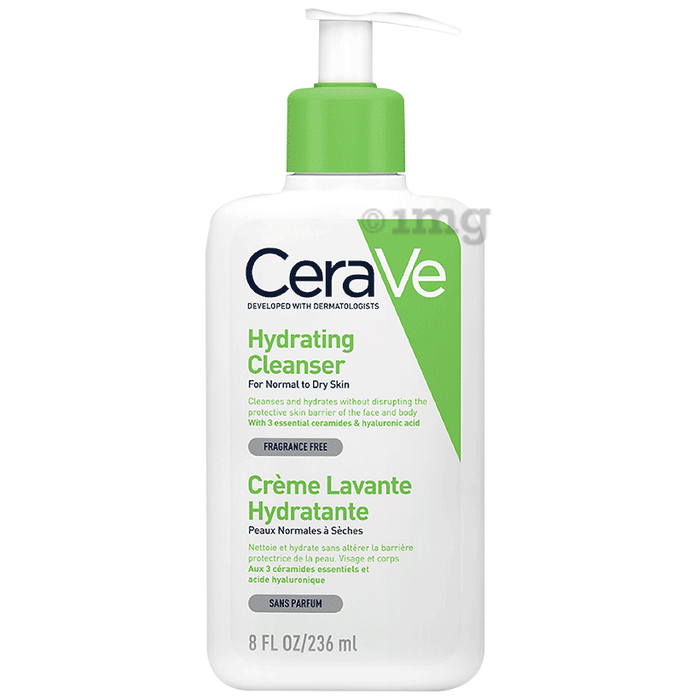 ©1mg
CeraVe
DEVELOPED WITH DERMATOLOGISTS
Hydrating
Cleanser
For Normal to Dry Skin
Cleanses and hydrates without disrupting the
protective skin barrier of the face and body
With 3 essential ceramides & hyaluronic acid
FRAGRANCE FREE
Crème Lavante
Hydratante
Peaux Normales à Sèches
Nettoie et hydrate sans altérer la barrière
protectrice de la peau. Visage et corps
Aux 3 céramides essentiels et
acide hyaluronique
SANS PARFUM
8 FL OZ/236 ml